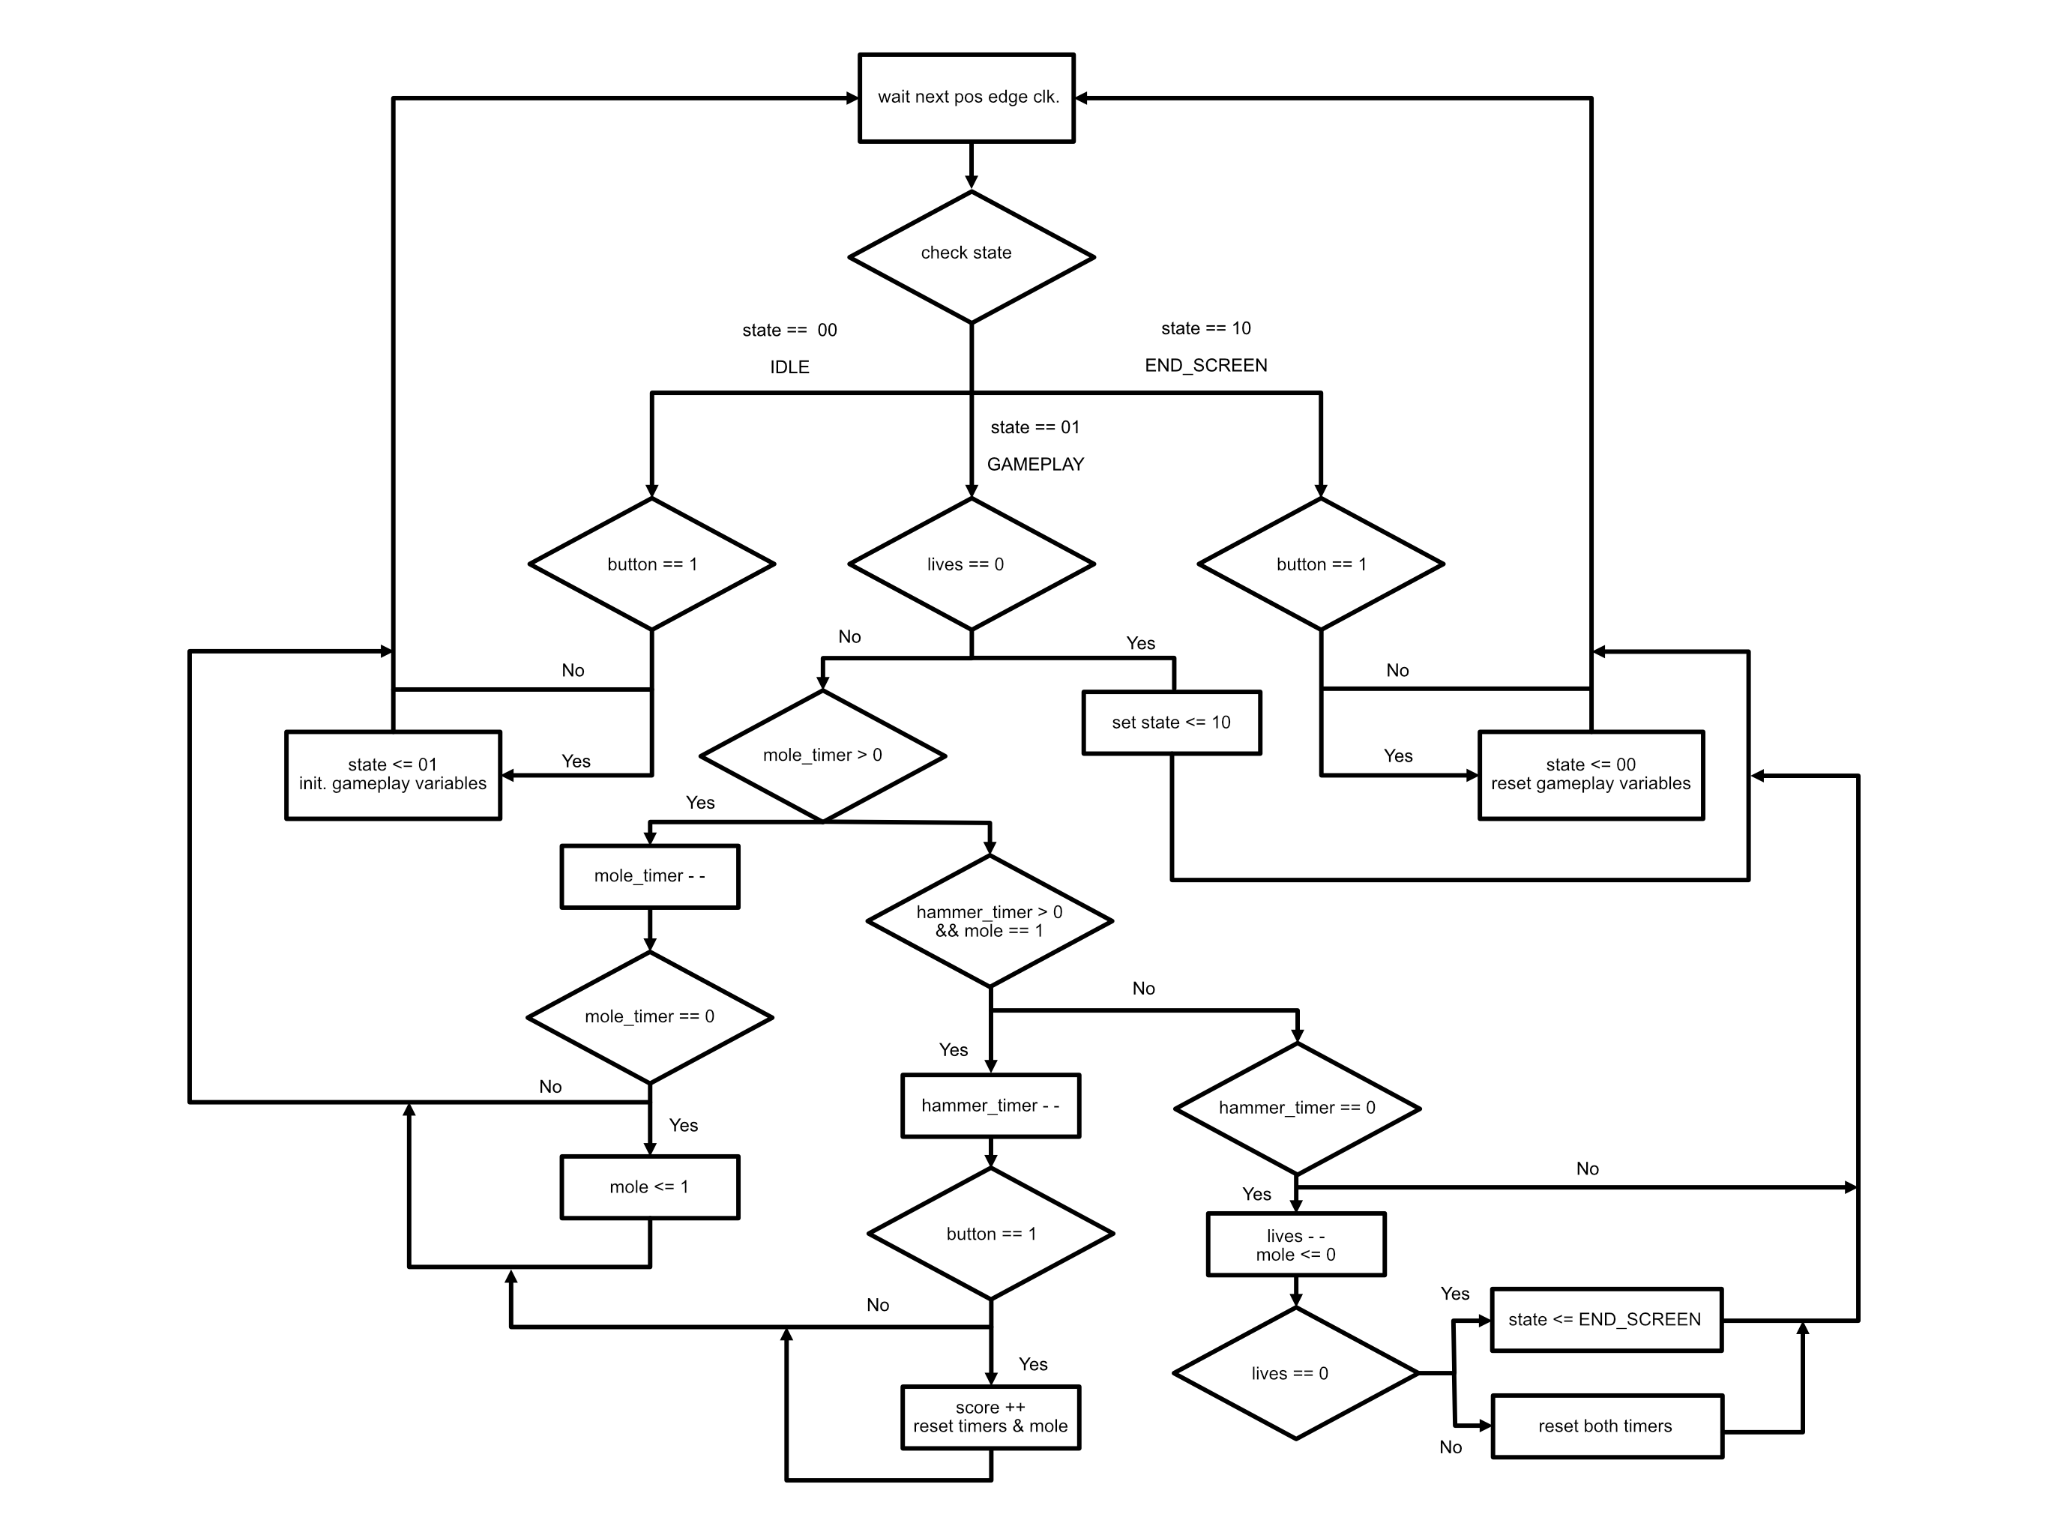 wait next pos edge clk.
check state
state ==  00
IDLE
state == 10
END_SCREEN
state == 01
GAMEPLAY
button == 1
lives == 0
button == 1
No
Yes
No
No
state <= 01
init. gameplay variables
Yes
mole_timer > 0
set state <= 10
Yes
state <= 00
reset gameplay variables
Yes
mole_timer - -
hammer_timer > 0
&& mole == 1
mole_timer == 0
No
Yes
No
Yes
hammer_timer - -
hammer_timer == 0
mole <= 1
No
Yes
button == 1
lives - -
mole <= 0
No
Yes
state <= END_SCREEN
Yes
lives == 0
score ++
reset timers & mole
reset both timers
No